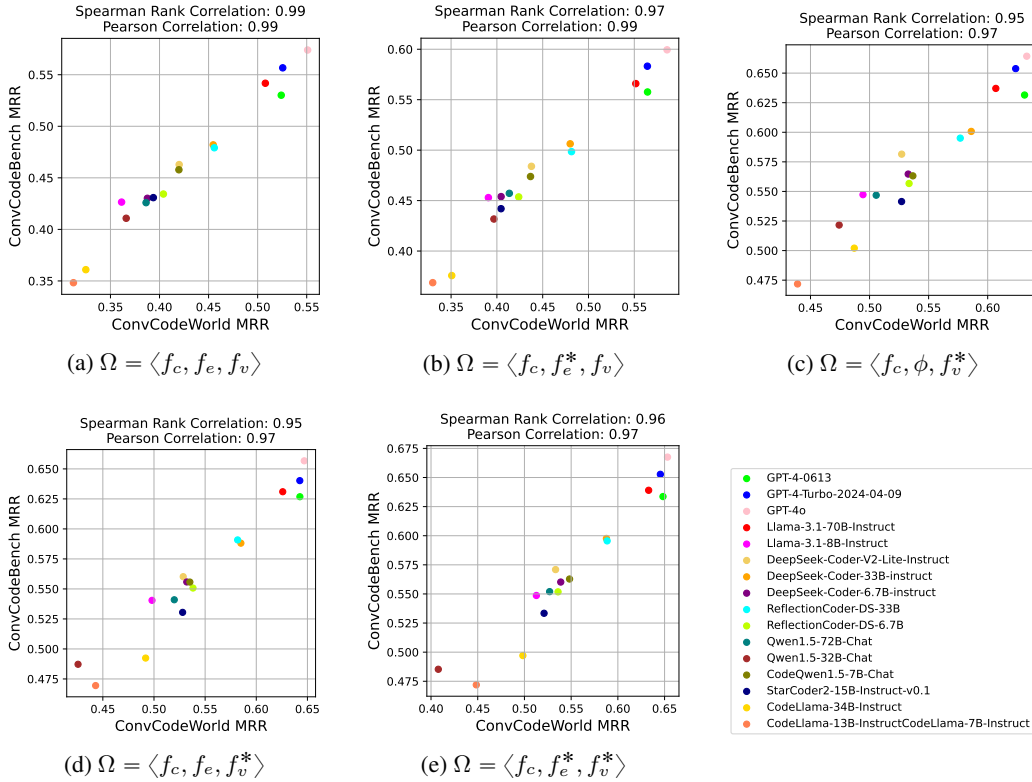 Spearman Rank Correlation: 0.99
Pearson Correlation: 0.99
ConvCodeBench MRR
0.55
0.50
0.45
0.40
0.35
0.35
0.40
0.45
0.50
0.55
ConvCodeWorld MRR
(a) Ω = ⟨f_c, f_e, f_v⟩
Spearman Rank Correlation: 0.97
Pearson Correlation: 0.99
ConvCodeBench MRR
0.60
0.55
0.50
0.45
0.40
0.35
0.40
0.45
0.50
0.55
ConvCodeWorld MRR
(b) Ω = ⟨f_c, f_e^*, f_v⟩
Spearman Rank Correlation: 0.95
Pearson Correlation: 0.97
ConvCodeBench MRR
0.650
0.625
0.600
0.575
0.550
0.525
0.500
0.475
0.45
0.50
0.55
0.60
ConvCodeWorld MRR
(c) Ω = ⟨f_c, ϕ, f_v^*⟩
Spearman Rank Correlation: 0.95
Pearson Correlation: 0.97
ConvCodeBench MRR
0.650
0.625
0.600
0.575
0.550
0.525
0.500
0.475
0.45
0.50
0.55
0.60
0.65
ConvCodeWorld MRR
(d) Ω = ⟨f_c, f_e, f_v^*⟩
Spearman Rank Correlation: 0.96
Pearson Correlation: 0.97
ConvCodeBench MRR
0.675
0.650
0.625
0.600
0.575
0.550
0.525
0.500
0.475
0.40
0.45
0.50
0.55
0.60
0.65
ConvCodeWorld MRR
(e) Ω = ⟨f_c, f_e^*, f_v^*⟩
GPT-4-0613
GPT-4-Turbo-2024-04-09
GPT-4o
Llama-3.1-70B-Instruct
Llama-3.1-8B-Instruct
DeepSeek-Coder-V2-Lite-Instruct
DeepSeek-Coder-33B-instruct
DeepSeek-Coder-6.7B-instruct
ReflectionCoder-DS-33B
ReflectionCoder-DS-6.7B
Qwen1.5-72B-Chat
Qwen1.5-32B-Chat
CodeQwen1.5-7B-Chat
StarCoder2-15B-Instruct-v0.1
CodeLlama-34B-Instruct
CodeLlama-13B-InstructCodeLlama-7B-Instruct